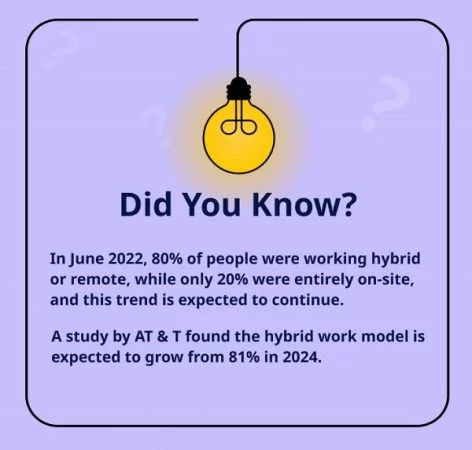 Did You Know?
In June 2022, 80% of people were working hybrid
or remote, while only 20% were entirely on-site,
and this trend is expected to continue.
A study by AT & T found the hybrid work model is
expected to grow from 81% in 2024.